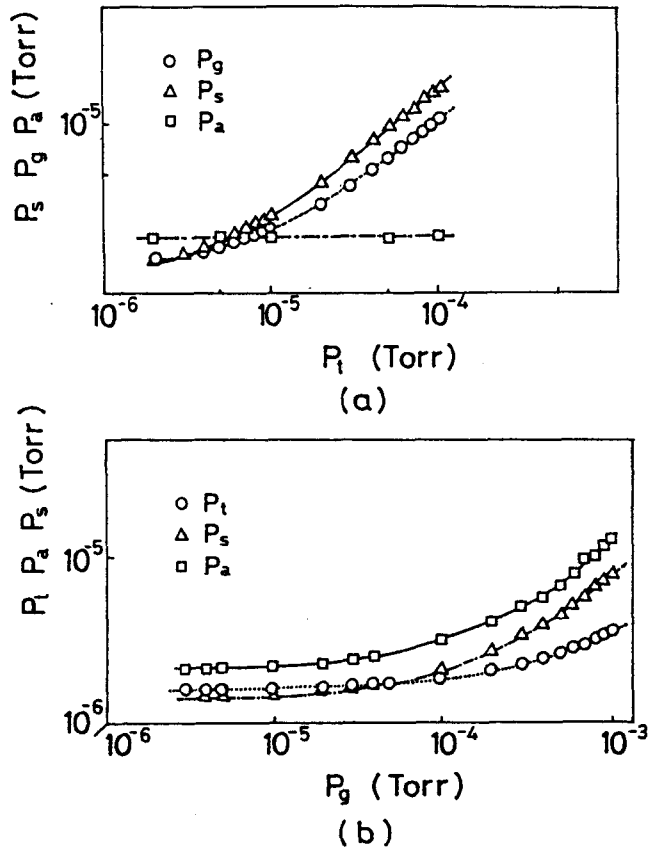 Ps Pg Pa (Torr)
Pg
Ps
Pa
10^-5
10^-6
10^-5
10^-4
Pt (Torr)
(a)
Pt Pa Ps (Torr)
Pt
Ps
Pa
10^-5
10^-6
10^-6
10^-5
10^-4
10^-3
Pg (Torr)
(b)